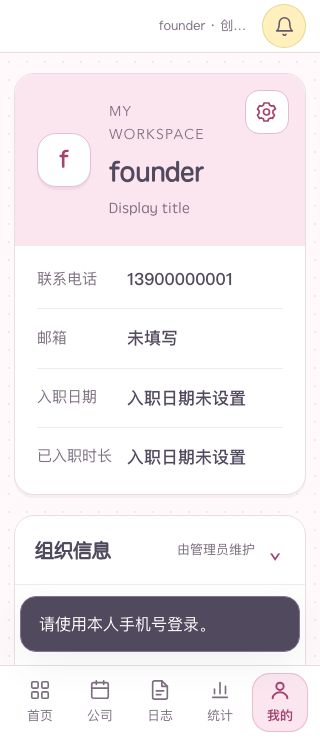 founder · 创...
f
MY
WORKSPACE
founder
Display title
联系电话 13900000001
邮箱 未填写
入职日期 入职日期未设置
已入职时长 入职日期未设置
组织信息 由管理员维护
请使用本人手机号登录。
首页 公司 日志 统计 我的